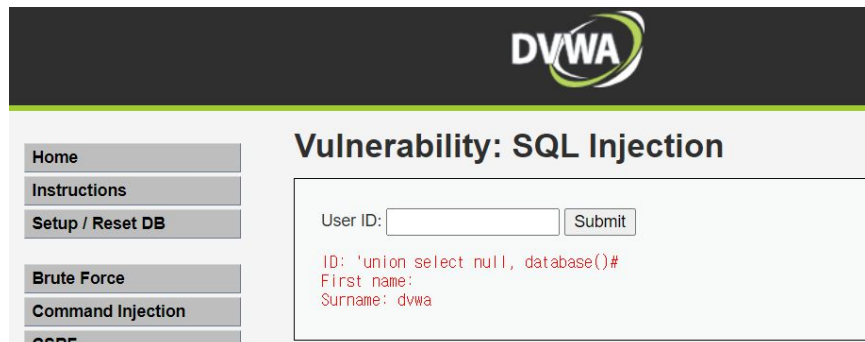 DVWA
Vulnerability: SQL Injection
Home
Instructions
Setup / Reset DB
Brute Force
Command Injection
CSRF
User ID:
Submit
ID: 'union select null, database()#
First name:
Surname: dvwa